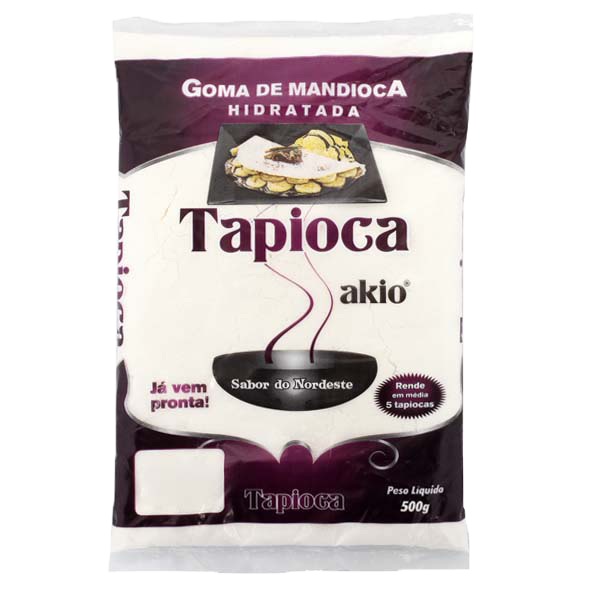 GOMA DE MANDIOCA
HIDRATADA
Tapioca
akio®
Tapioca
Sabor do Nordeste
Já vem
pronta!
Rende
em média
5 tapiocas
Tapioca
Peso Líquido
500g